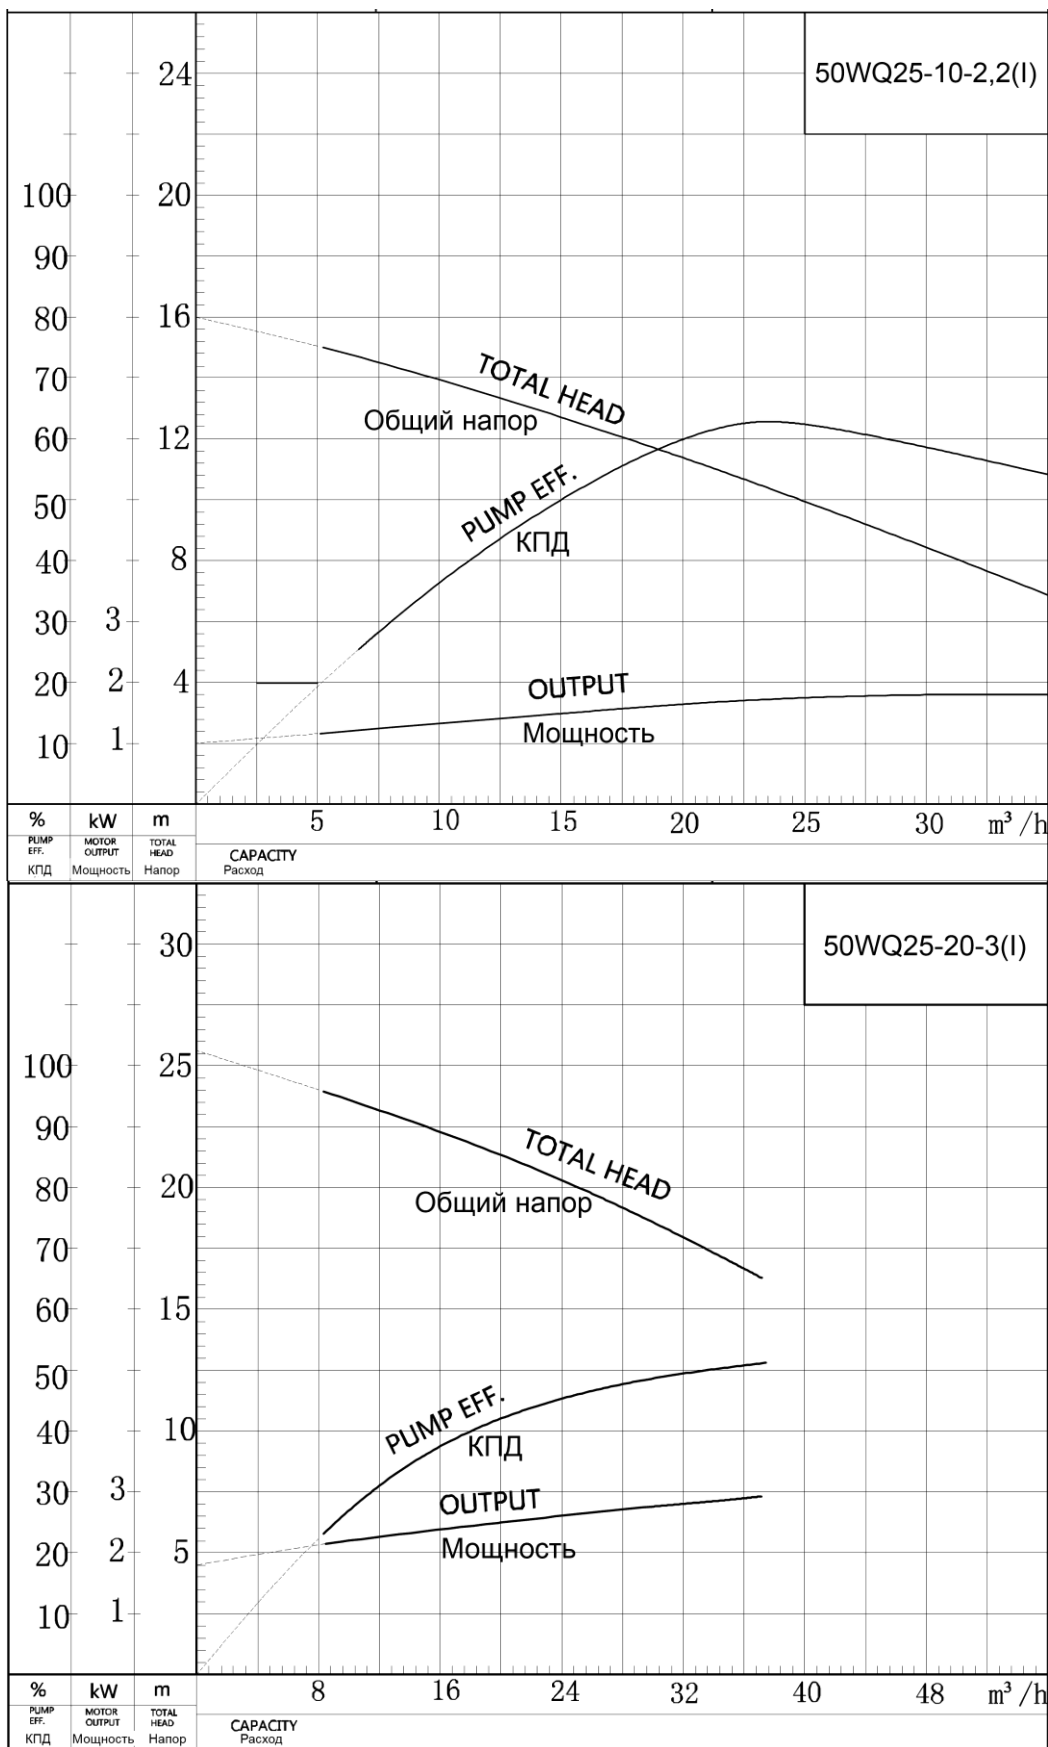 50WQ25-10-2,2(I)
24
100 20
90
80 16
70
60 12
50
40 8
30 3
20 2 4
10 1
TOTAL HEAD
Общий напор
PUMP EFF.
КПД
OUTPUT
Мощность
% kW m 5 10 15 20 25 30 m³/h
PUMP EFF. MOTOR OUTPUT TOTAL HEAD CAPACITY
КПД Мощность Напор Расход
50WQ25-20-3(I)
30
100 25
90
80 20
70
60 15
50
40 10
30 3
20 2 5
10 1
TOTAL HEAD
Общий напор
PUMP EFF.
КПД
OUTPUT
Мощность
% kW m 8 16 24 32 40 48 m³/h
PUMP EFF. MOTOR OUTPUT TOTAL HEAD CAPACITY
КПД Мощность Напор Расход